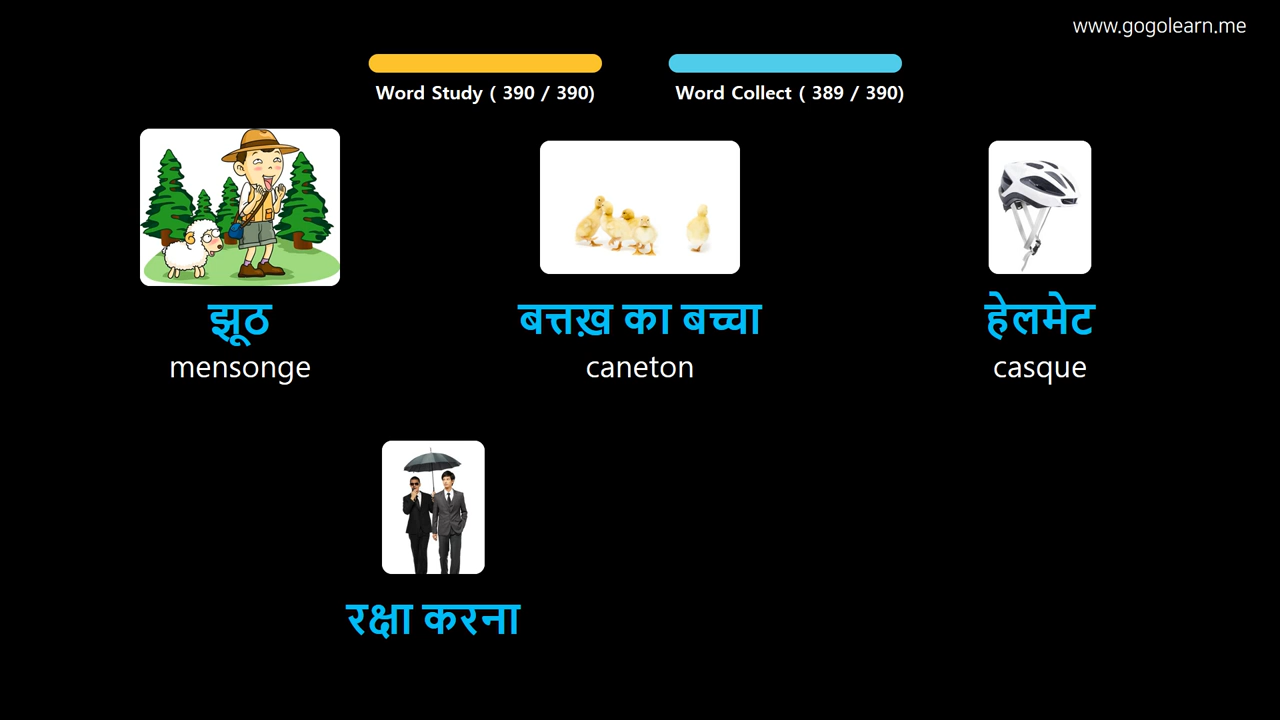 www.gogolearn.me
Word Study ( 390 / 390)
Word Collect ( 389 / 390)
झूठ
mensonge
बत्तख़ का बच्चा
caneton
हेलमेट
casque
रक्षा करना